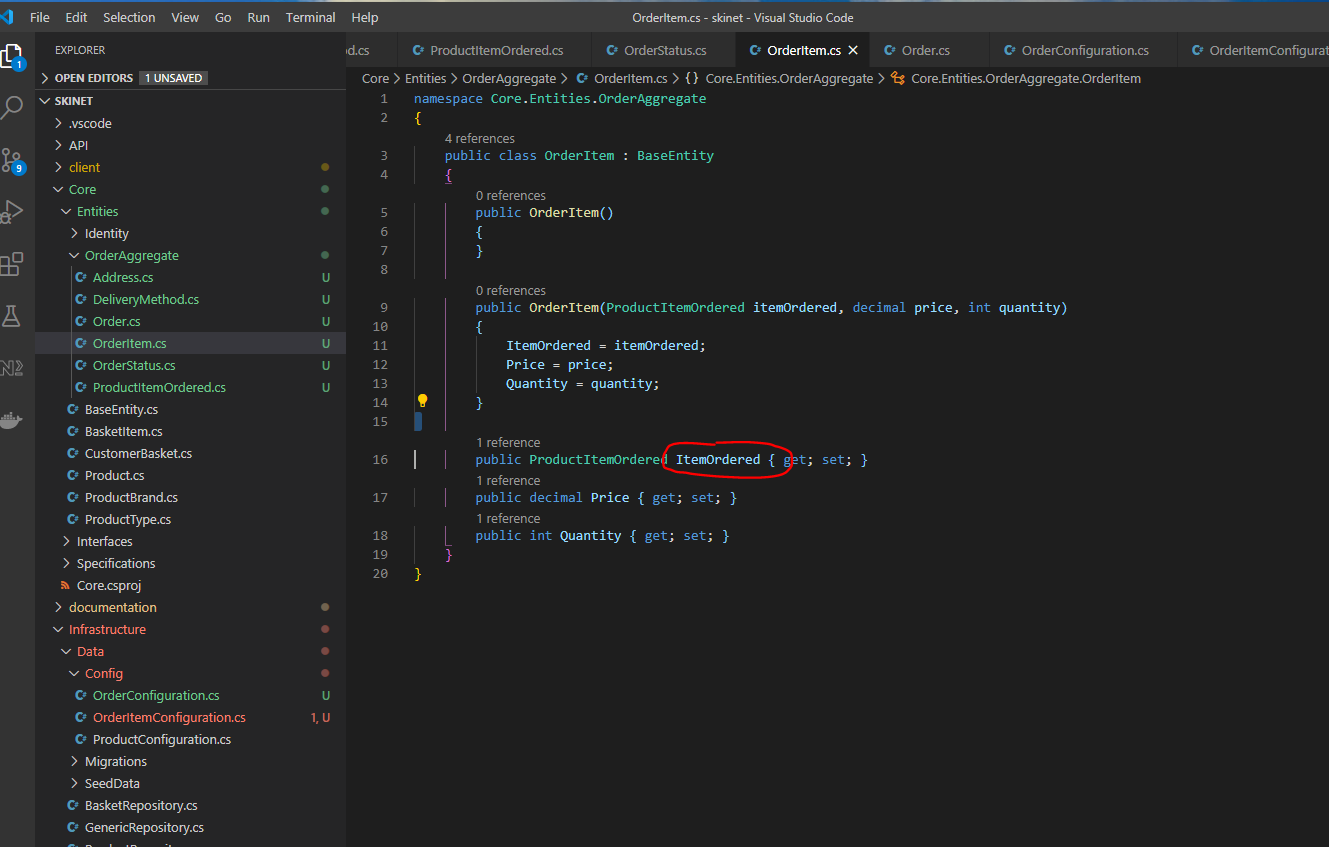 File Edit Selection View Go Run Terminal Help OrderItem.cs - skinet - Visual Studio Code
EXPLORER
1
OPEN EDITORS 1 UNSAVED
SKINET
.vscode
API
9
client
Core
Entities
Identity
OrderAggregate
Address.cs U
DeliveryMethod.cs U
Order.cs U
OrderItem.cs U
OrderStatus.cs U
ProductItemOrdered.cs U
BaseEntity.cs
BasketItem.cs
CustomerBasket.cs
Product.cs
ProductBrand.cs
ProductType.cs
Interfaces
Specifications
Core.csproj
documentation
Infrastructure
Data
Config
OrderConfiguration.cs U
OrderItemConfiguration.cs 1, U
ProductConfiguration.cs
Migrations
SeedData
BasketRepository.cs
GenericRepository.cs
d.cs ProductItemOrdered.cs OrderStatus.cs OrderItem.cs Order.cs OrderConfiguration.cs OrderItemConfigurat
Core > Entities > OrderAggregate > OrderItem.cs > {} Core.Entities.OrderAggregate > Core.Entities.OrderAggregate.OrderItem
1 namespace Core.Entities.OrderAggregate
2 {
4 references
3 public class OrderItem : BaseEntity
4 {
0 references
5 public OrderItem()
6 {
7 }
8
0 references
9 public OrderItem(ProductItemOrdered itemOrdered, decimal price, int quantity)
10 {
11 ItemOrdered = itemOrdered;
12 Price = price;
13 Quantity = quantity;
14 }
15
1 reference
16 public ProductItemOrdered ItemOrdered { get; set; }
1 reference
17 public decimal Price { get; set; }
1 reference
18 public int Quantity { get; set; }
19 }
20 }